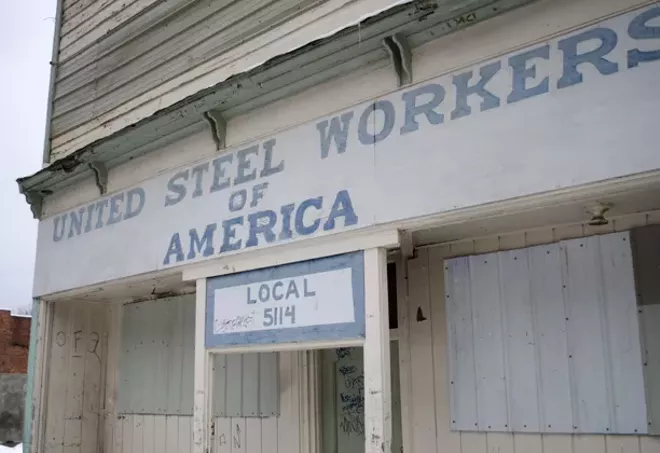 UNITED STEEL WORKERS
OF
AMERICA
LOCAL
5114